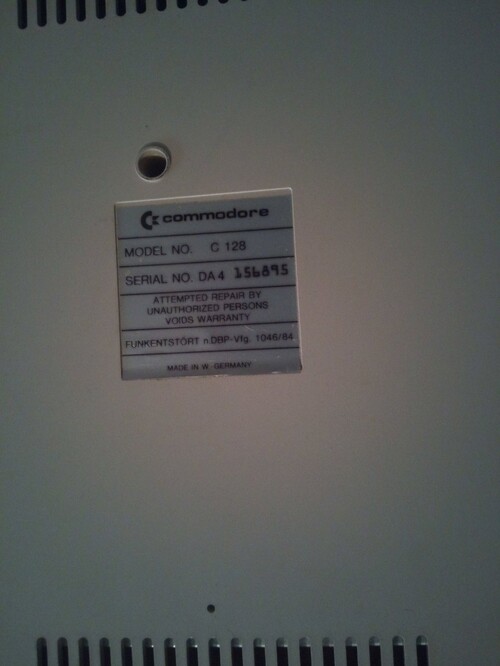 commodore
MODEL NO. C 128
SERIAL NO. DA4 156895
ATTEMPTED REPAIR BY
UNAUTHORIZED PERSONS
VOIDS WARRANTY
FUNKENTSTÖRT n.DBP-Vfg. 1046/84
MADE IN W. GERMANY